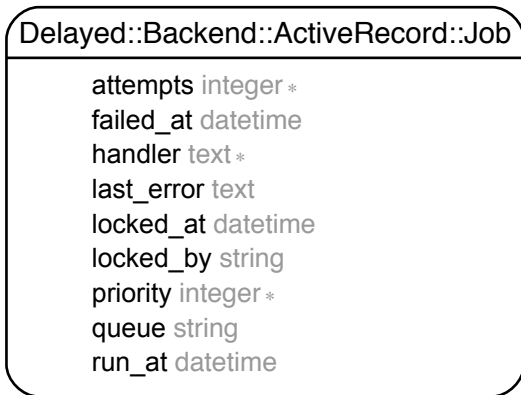 Delayed::Backend::ActiveRecord::Job
attempts integer *
failed_at datetime
handler text *
last_error text
locked_at datetime
locked_by string
priority integer *
queue string
run_at datetime